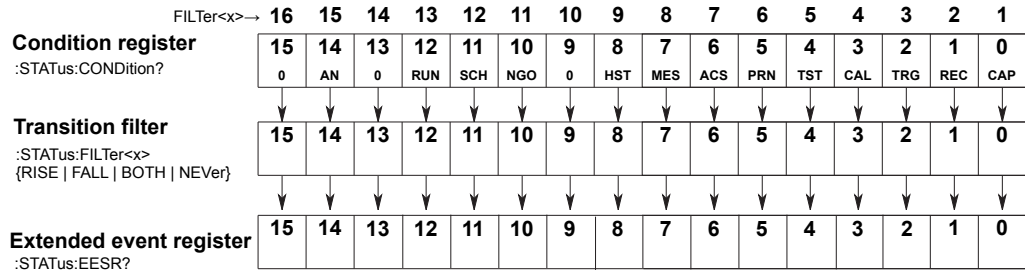 FILTer<x>→ 16 15 14 13 12 11 10 9 8 7 6 5 4 3 2 1
Condition register
:STATus:CONDition?
15 14 13 12 11 10 9 8 7 6 5 4 3 2 1 0
0 AN 0 RUN SCH NGO 0 HST MES ACS PRN TST CAL TRG REC CAP
Transition filter
:STATus:FILTer<x>
{RISE | FALL | BOTH | NEVer}
15 14 13 12 11 10 9 8 7 6 5 4 3 2 1 0
Extended event register
:STATus:EESR?
15 14 13 12 11 10 9 8 7 6 5 4 3 2 1 0